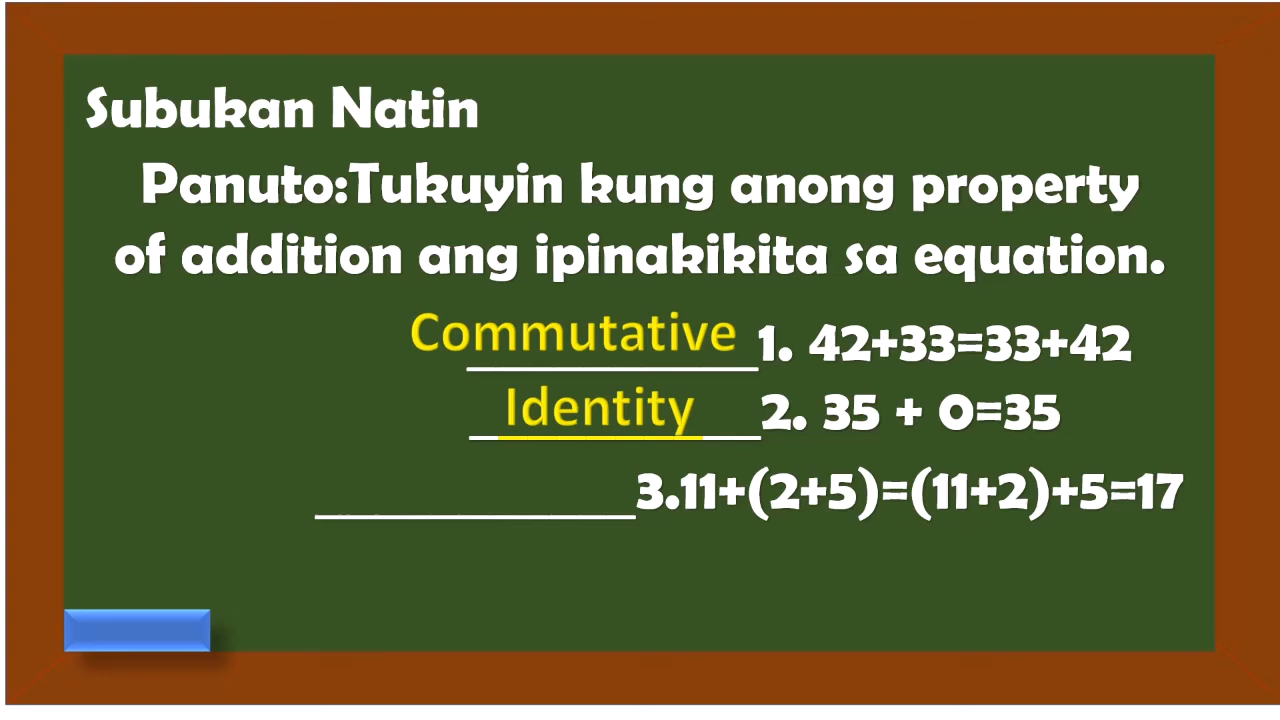 Subukan Natin
Panuto:Tukuyin kung anong property
of addition ang ipinakikita sa equation.
Commutative 1. 42+33=33+42
Identity 2. 35 + 0=35
3.11+(2+5)=(11+2)+5=17